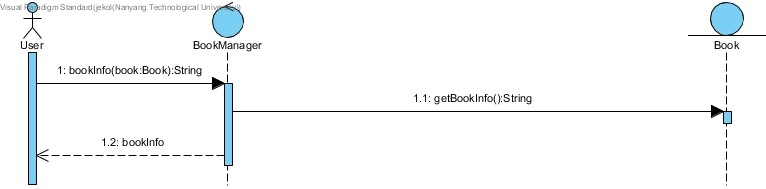 Visual Paradigm Standard(jekol(Nanyang Technological University))
User
BookManager
Book
1: bookInfo(book:Book):String
1.1: getBookInfo():String
1.2: bookInfo